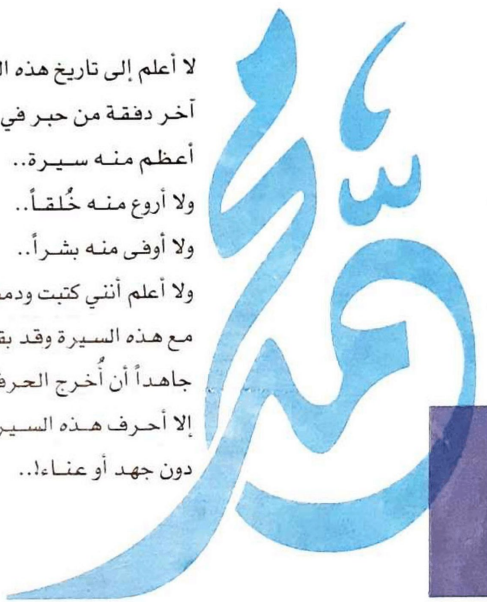 لا أعلم إلى تاريخ هذه
آخر دفقة من حبر في
أعظم منه سيرة..
ولا أروع منه خُلقاً..
ولا أوفى منه بشراً..
ولا أعلم أنني كتبت
مع هذه السيرة وقد
جاهداً أن أُخرج
إلا أحرف هذه
دون جهد أو عناء!..
محمّد